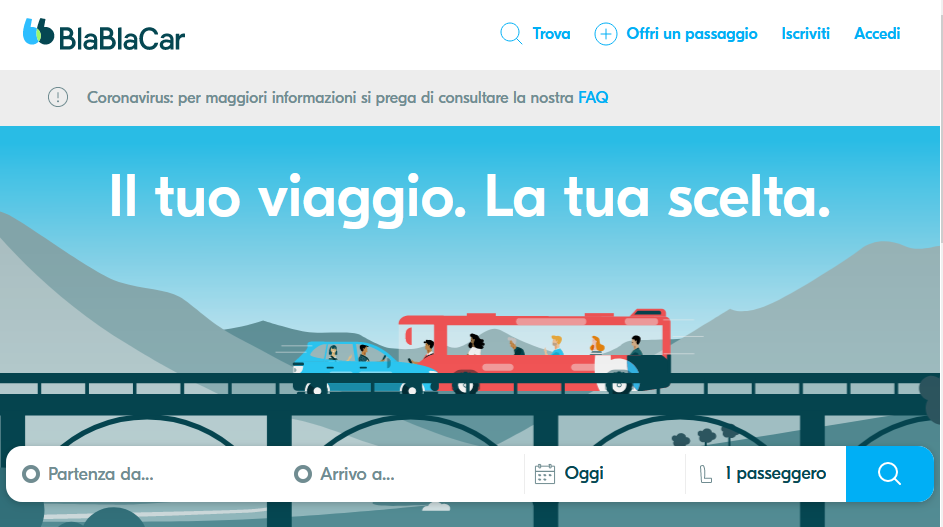 BlaBlaCar
Trova
Offri un passaggio
Iscriviti
Accedi
Coronavirus: per maggiori informazioni si prega di consultare la nostra FAQ
Il tuo viaggio. La tua scelta.
Partenza da...
Arrivo a...
Oggi
1 passeggero